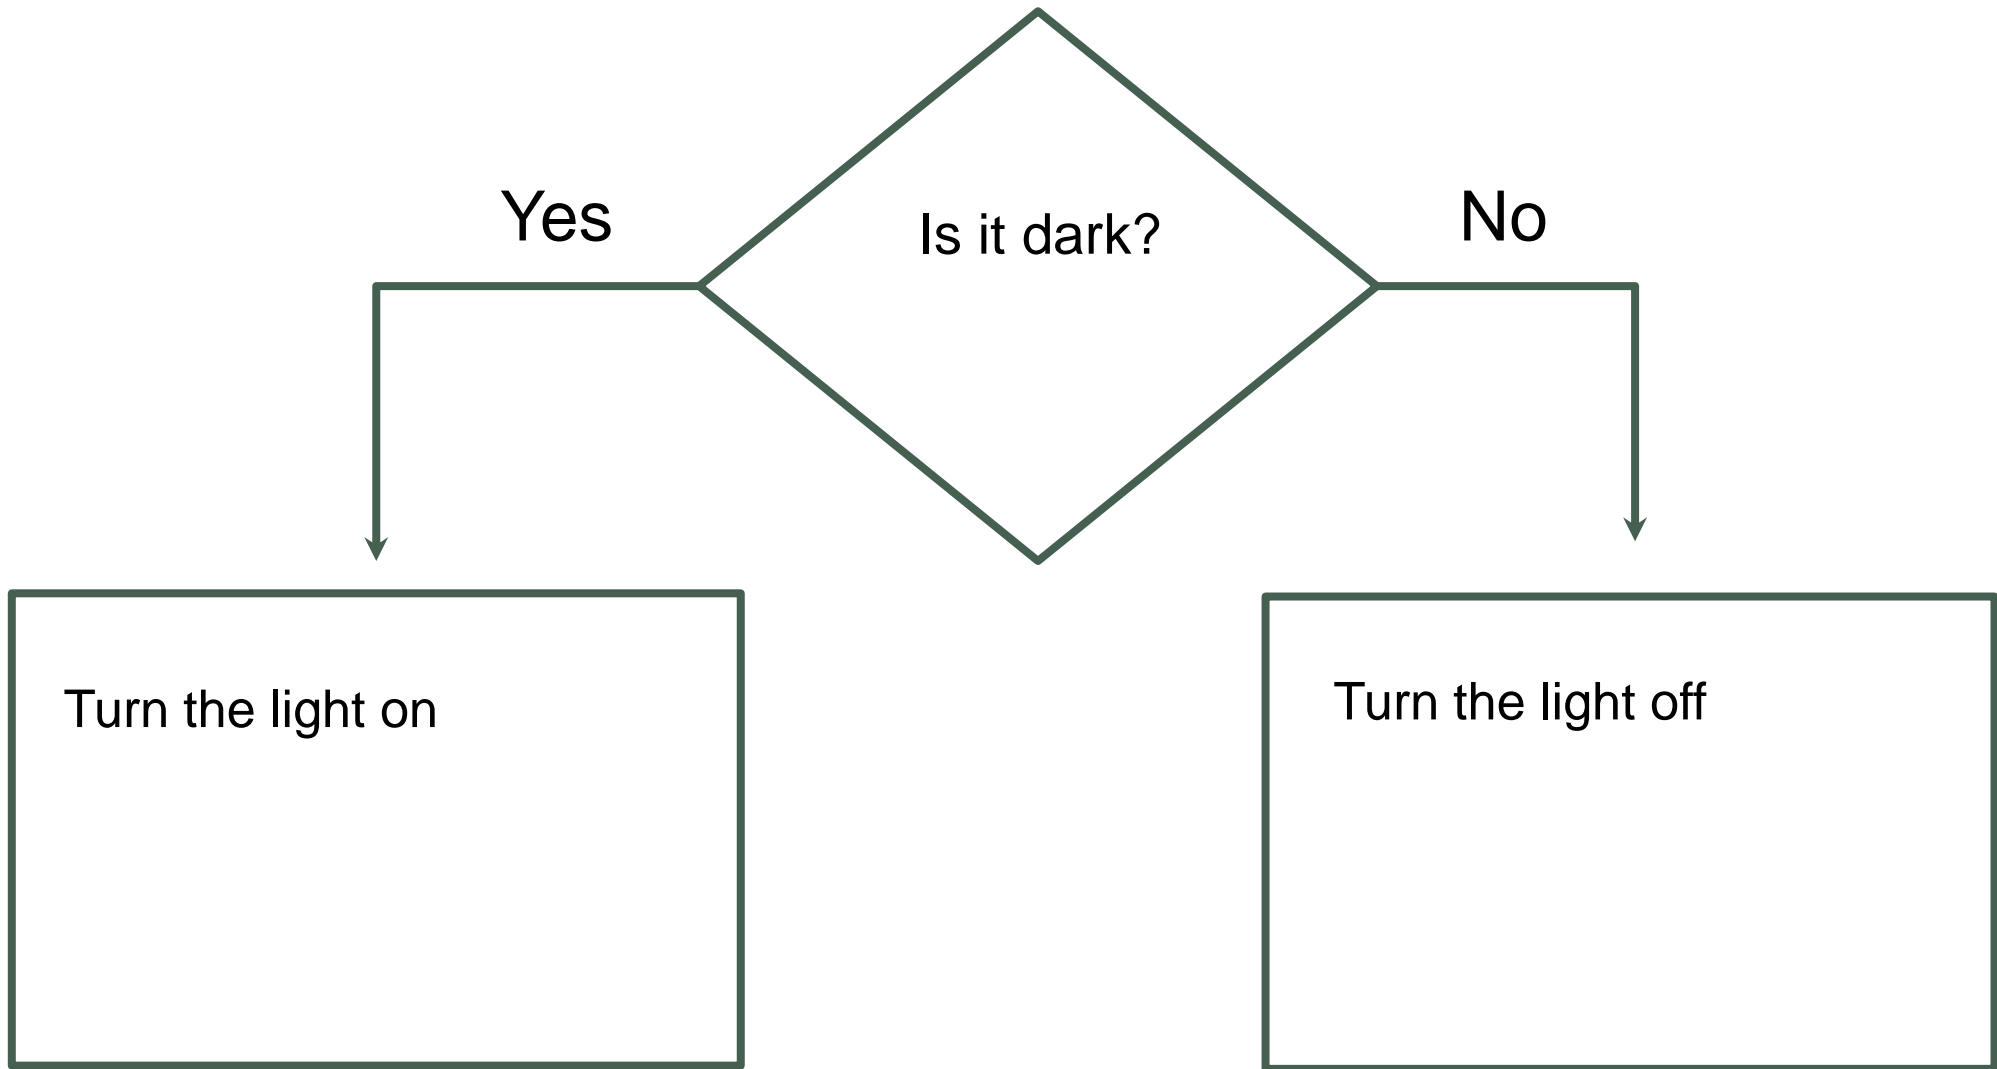 Yes
Is it dark?
No
Turn the light on
Turn the light off